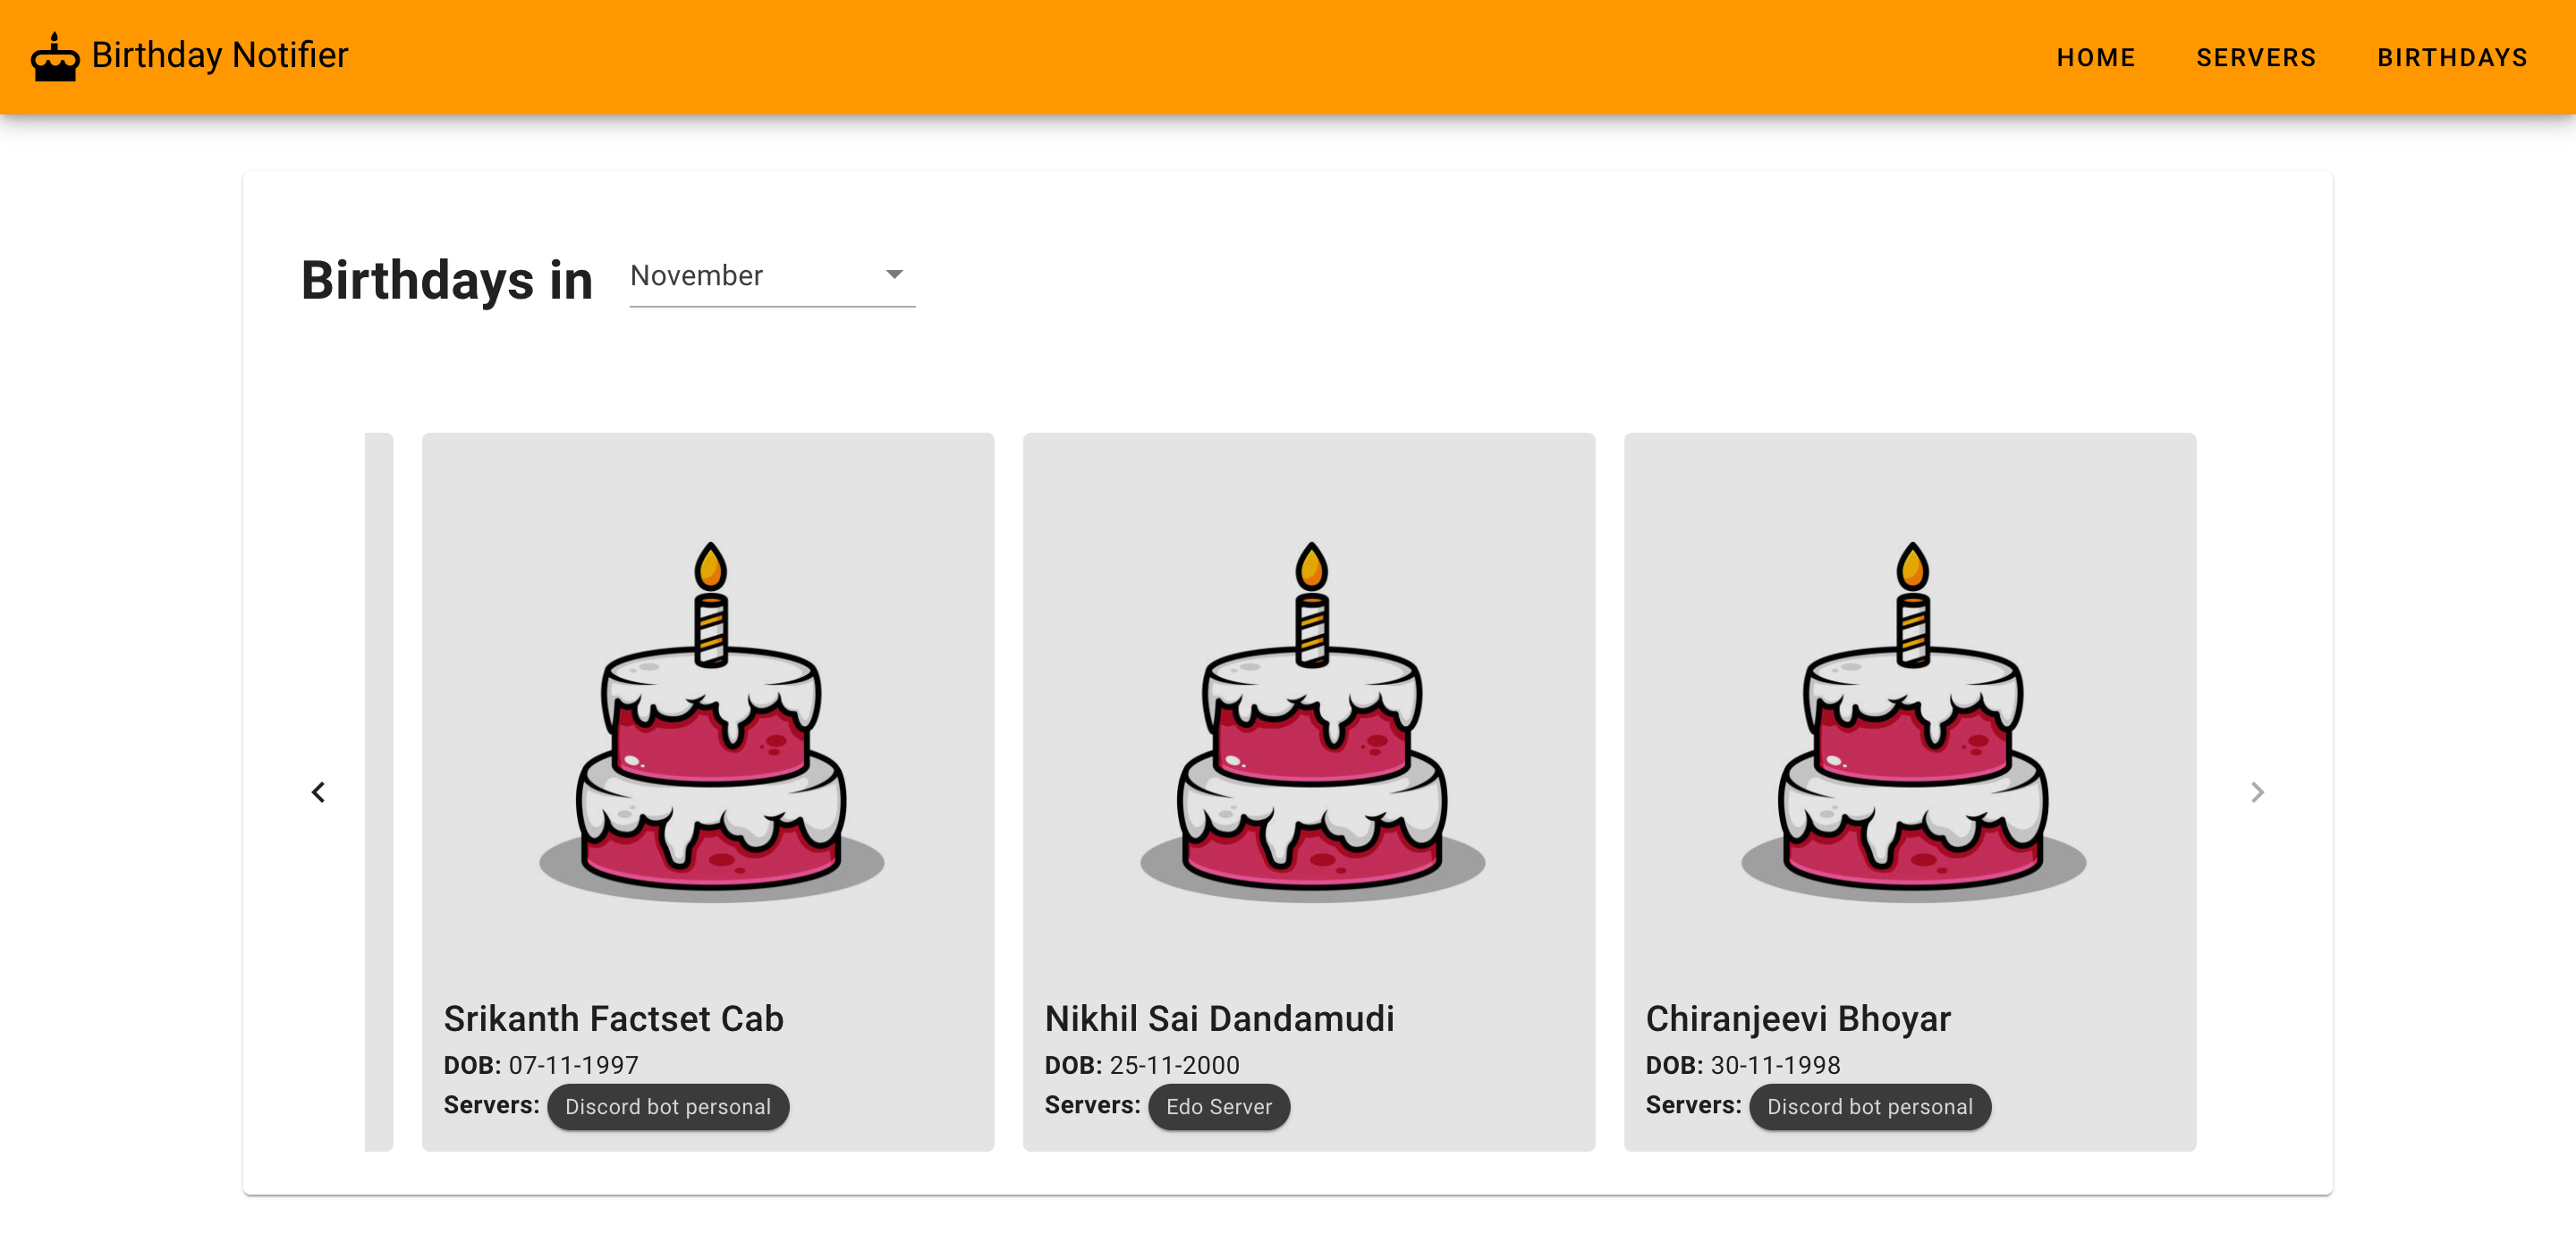 Birthday Notifier
HOME SERVERS BIRTHDAYS
Birthdays in November
Srikanth Factset Cab
DOB: 07-11-1997
Servers: Discord bot personal
Nikhil Sai Dandamudi
DOB: 25-11-2000
Servers: Edo Server
Chiranjeevi Bhoyar
DOB: 30-11-1998
Servers: Discord bot personal